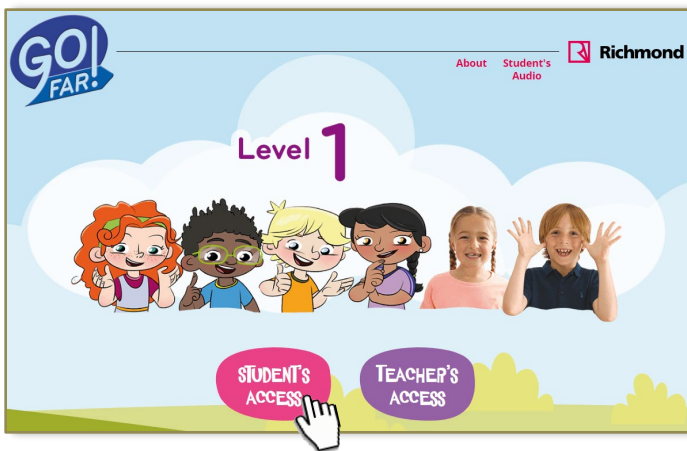 GO!
FAR!
About
Student's
Audio
Richmond
Level 1
STUDENT'S
ACCESS
TEACHER'S
ACCESS